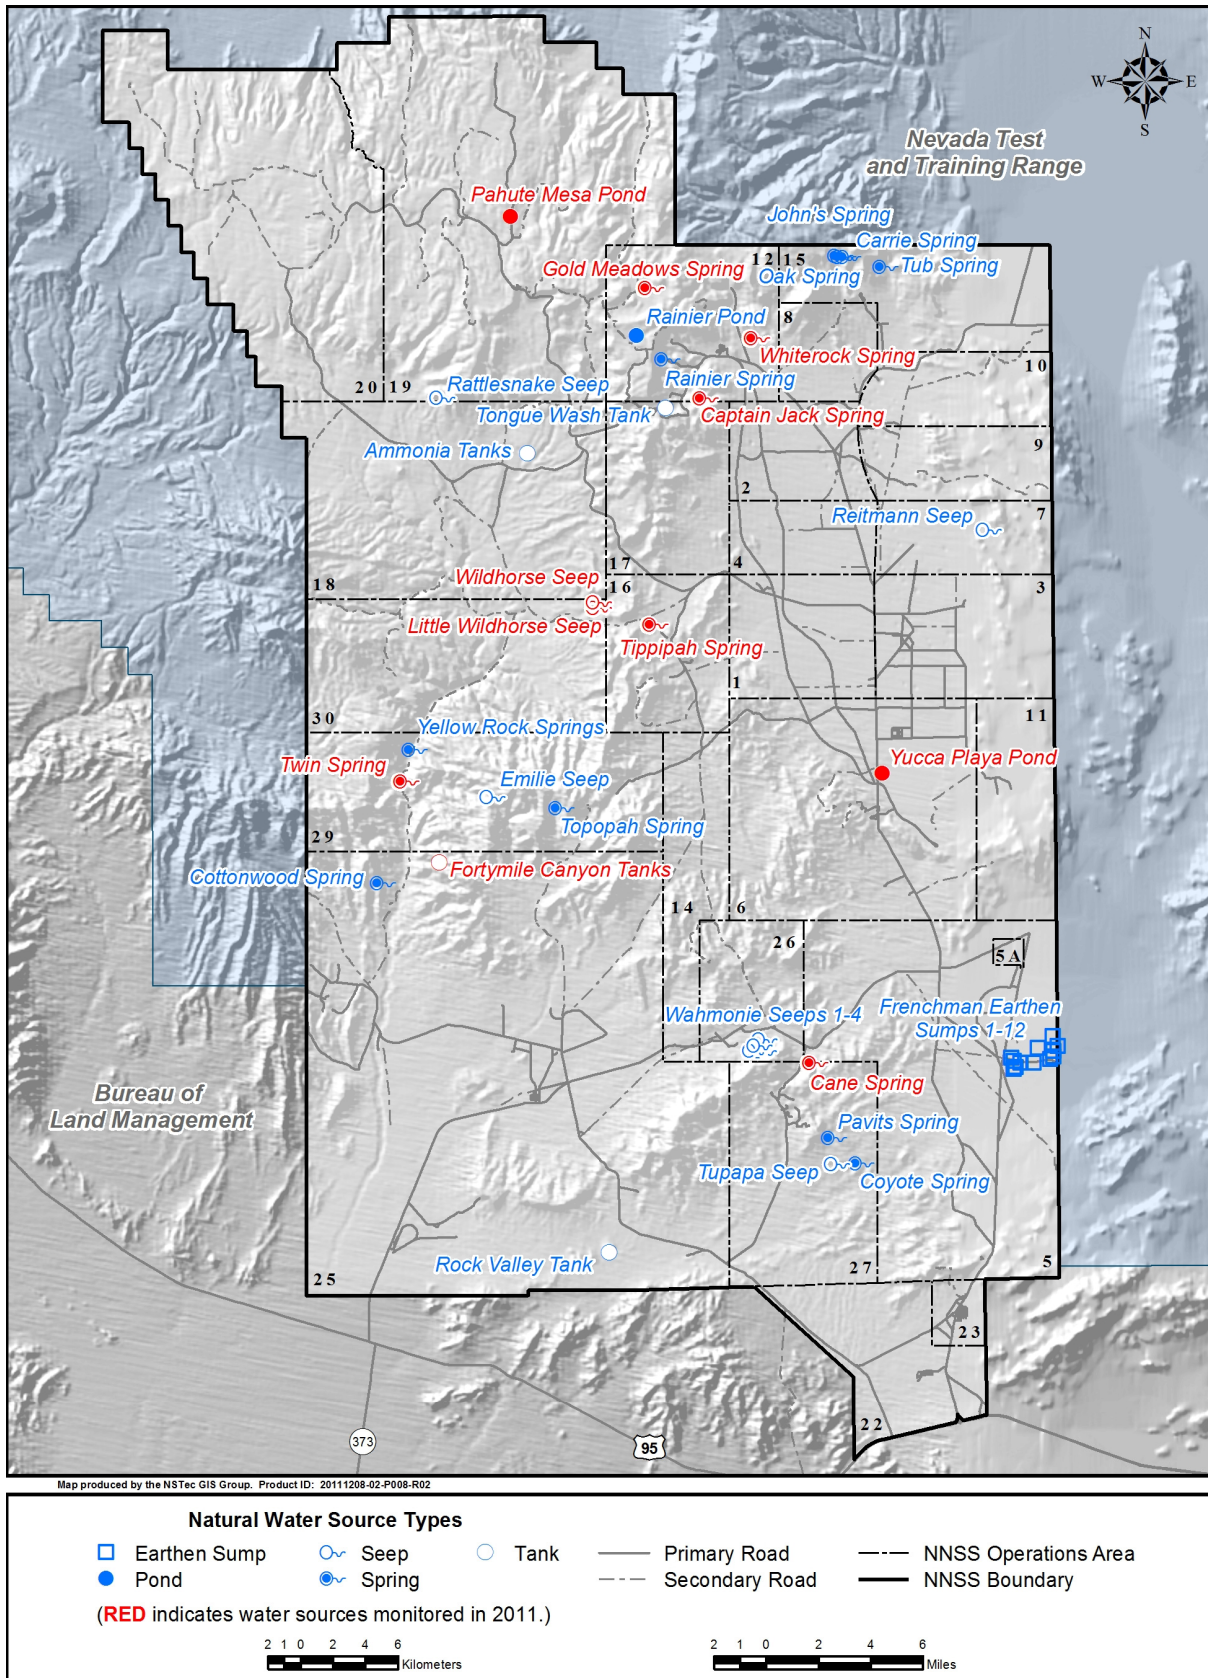 N
W E
S
Nevada Test
and Training Range
Pahute Mesa Pond
John's Spring
Carrie Spring
12 15
Oak Spring
Tub Spring
Gold Meadows Spring
8
Rainier Pond
Whiterock Spring
10
Rainier Spring
20 19
Rattlesnake Seep
Tongue Wash Tank
Captain Jack Spring
Ammonia Tanks
9
2
7
Reitmann Seep
18
17
4
Wildhorse Seep
16
3
Little Wildhorse Seep
Tippipah Spring
1
30
11
Yellow Rock Springs
Twin Spring
Yucca Playa Pond
Emilie Seep
Topopah Spring
29
Fortymile Canyon Tanks
Cottonwood Spring
14
6
26
5A
Wahmonie Seeps 1-4
Frenchman Earthen
Sumps 1-12
Cane Spring
Bureau of
Land Management
Pavits Spring
Tupapa Seep
Coyote Spring
Rock Valley Tank
25
27
5
23
22
373
95
Map produced by the NSTec GIS Group. Product ID: 20111208-02-P008-R02
Natural Water Source Types
Earthen Sump Seep Tank Primary Road NNSS Operations Area
Pond Spring Secondary Road NNSS Boundary
(RED indicates water sources monitored in 2011.)
2 1 0 2 4 6
Kilometers
2 1 0 2 4 6
Miles